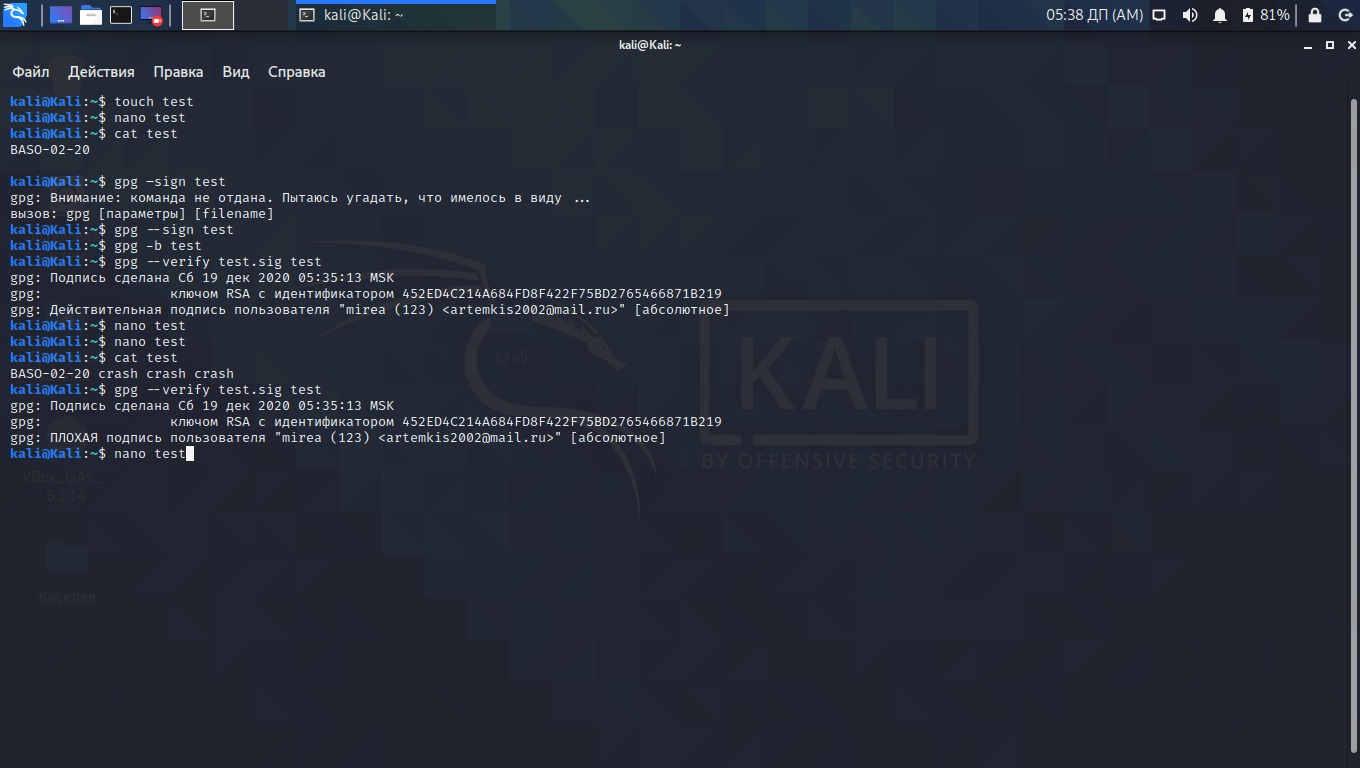 kali@Kali: ~
05:38 ДП (AM)
81%
kali@Kali: ~
Файл Действия Правка Вид Справка
kali@Kali:~$ touch test
kali@Kali:~$ nano test
kali@Kali:~$ cat test
BASO-02-20
kali@Kali:~$ gpg –sign test
gpg: Внимание: команда не отдана. Пытаюсь угадать, что имелось в виду ...
вызов: gpg [параметры] [filename]
kali@Kali:~$ gpg --sign test
gpg: -b test
kali@Kali:~$ gpg --verify test.sig test
gpg: Подпись сделана Сб 19 дек 2020 05:35:13 MSK
gpg: ключом RSA с идентификатором 452ED4C214A684FD8F422F75BD2765466871B219
gpg: Действительная подпись пользователя "mirea (123) <artemkis2002@mail.ru>" [абсолютное]
kali@Kali:~$ nano test
kali@Kali:~$ nano test
kali@Kali:~$ cat test
BASO-02-20 crash crash crash
kali@Kali:~$ gpg --verify test.sig test
gpg: Подпись сделана Сб 19 дек 2020 05:35:13 MSK
gpg: ключом RSA с идентификатором 452ED4C214A684FD8F422F75BD2765466871B219
gpg: ПЛОХАЯ подпись пользователя "mirea (123) <artemkis2002@mail.ru>" [абсолютное]
kali@Kali:~$ nano test
дз иб
KALI
BY OFFENSIVE SECURITY
VBox_GAs_-
6.1.14
Киселев